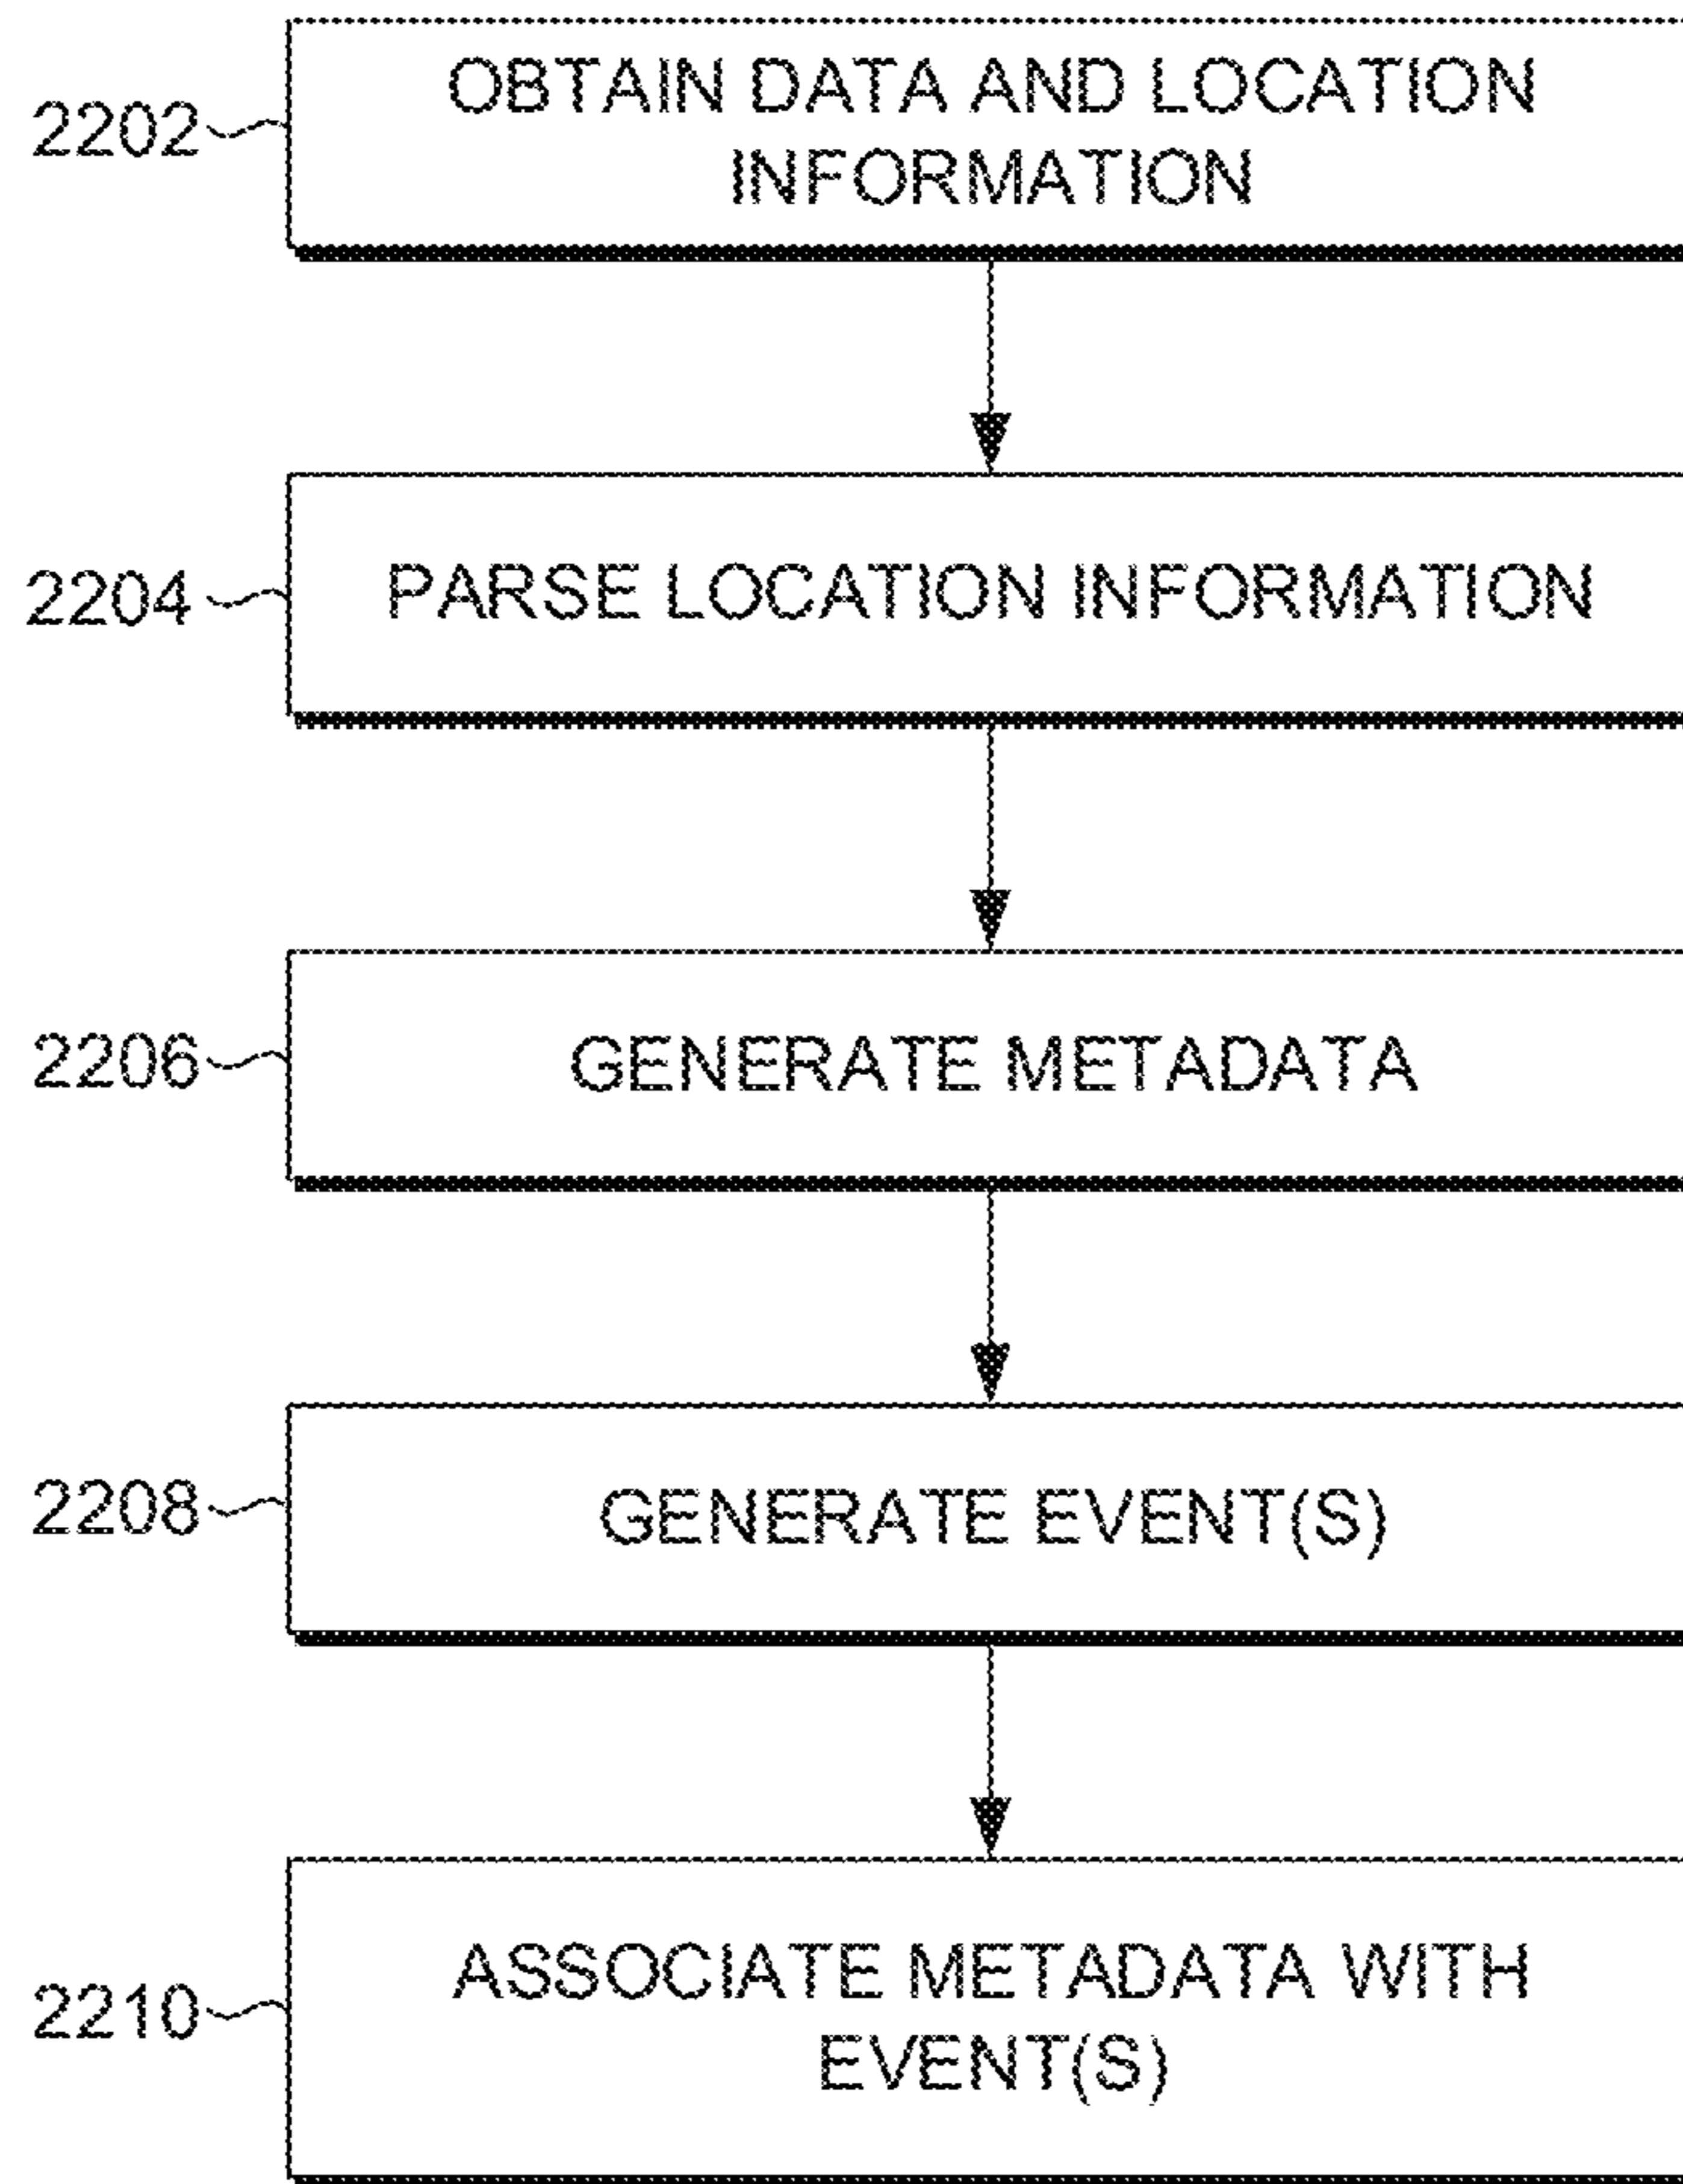 OBTAIN DATA AND LOCATION
2202
INFORMATION
2204
PARSE LOCATION INFORMATION
2206
GENERATE METADATA
2208
GENERATE EVENT(S)
ASSOCIATE METADATA WITH
2210
EVENT(S)